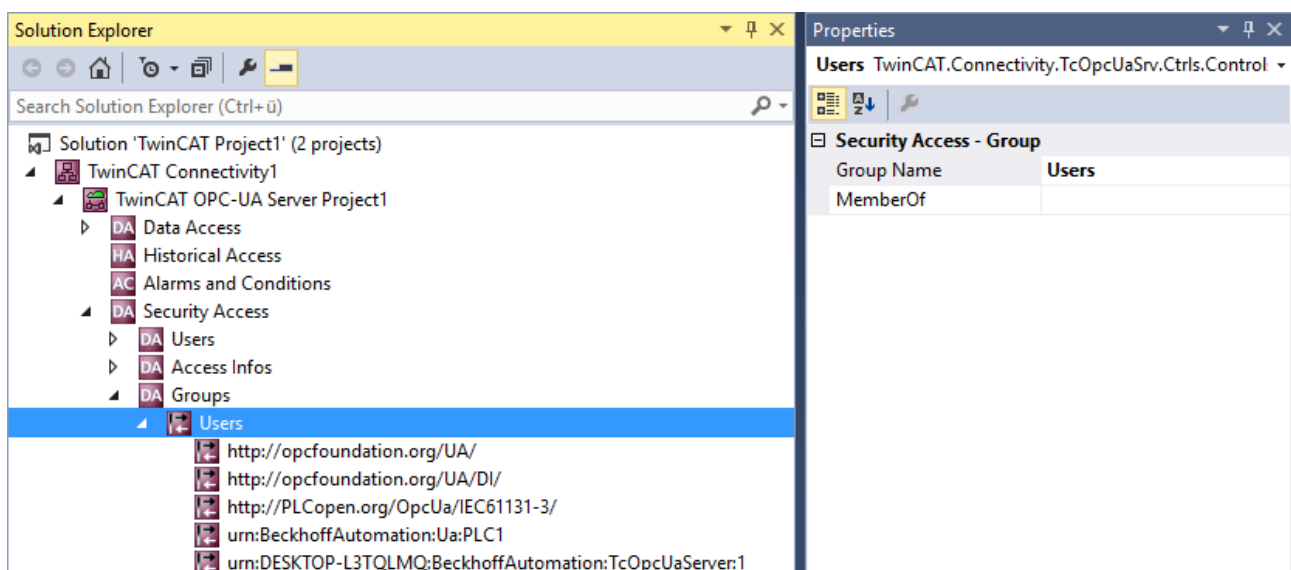 Solution Explorer
Search Solution Explorer (Ctrl+ü)
Solution 'TwinCAT Project1' (2 projects)
TwinCAT Connectivity1
TwinCAT OPC-UA Server Project1
DA Data Access
HA Historical Access
AC Alarms and Conditions
DA Security Access
DA Users
DA Access Infos
DA Groups
Users
http://opcfoundation.org/UA/
http://opcfoundation.org/UA/DI/
http://PLCopen.org/OpcUa/IEC61131-3/
urn:BeckhoffAutomation:Ua:PLC1
urn:DESKTOP-L3TQLMQ:BeckhoffAutomation:TcOpcUaServer:1
Properties
Users TwinCAT.Connectivity.TcOpcUaSrv.Ctrls.Control
Security Access - Group
Group Name Users
MemberOf